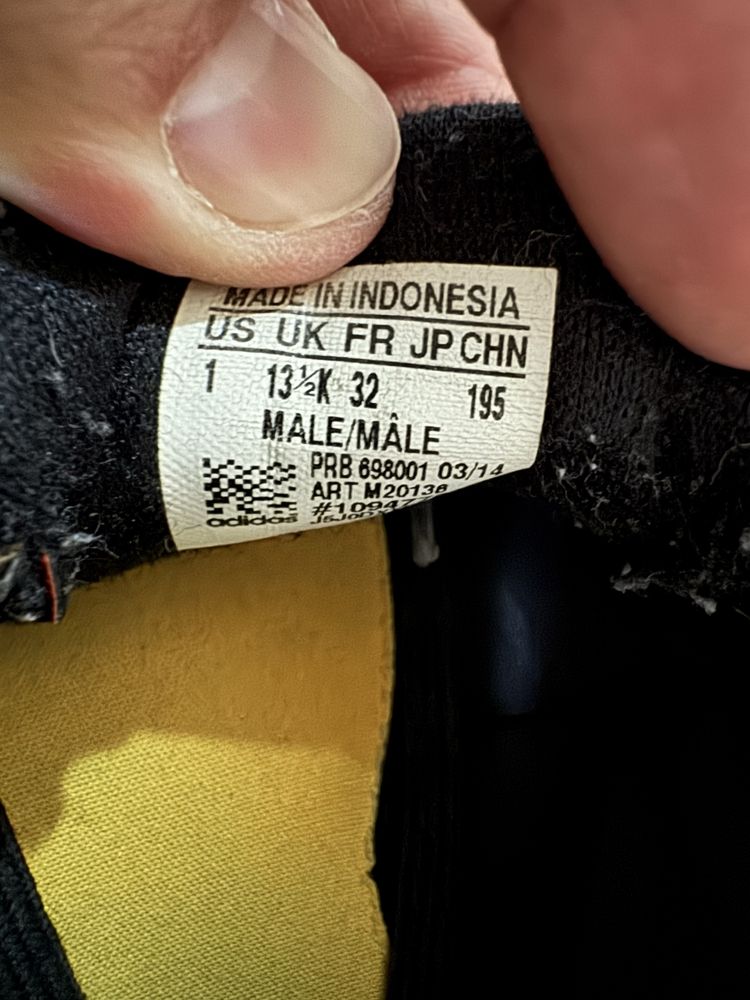 MADE IN INDONESIA
US UK FR JP CHN
1 13½K 32 195
MALE/MÂLE
PRB 698001 03/14
ART M20138
adidas